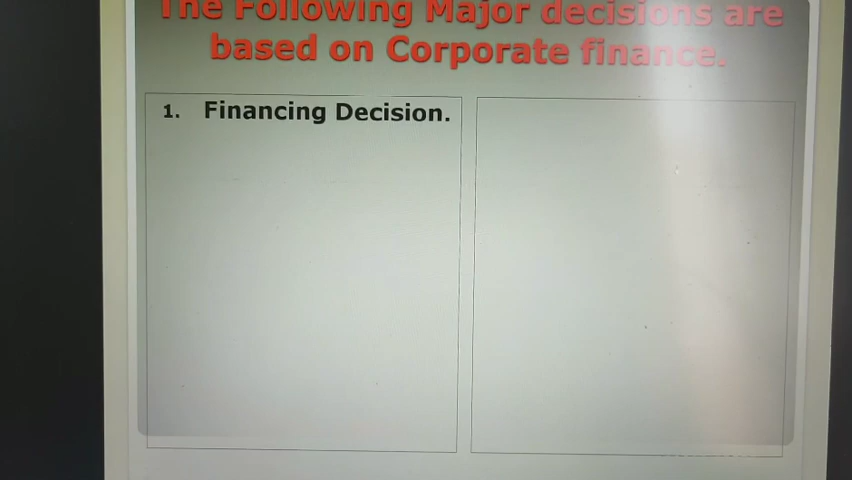 The Following Major decisions are
based on Corporate finance.
1. Financing Decision.